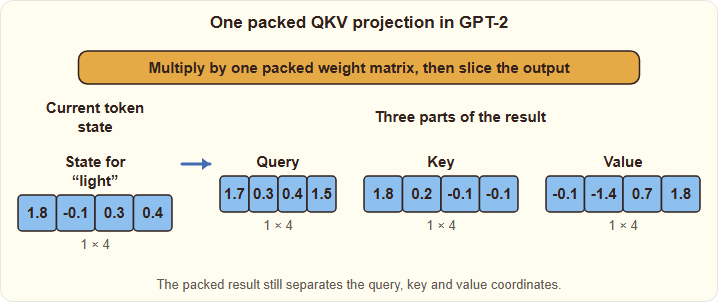 One packed QKV projection in GPT-2
Multiply by one packed weight matrix, then slice the output
Current token
state
Three parts of the result
State for
“light”
Query
Key
Value
1.8 -0.1 0.3 0.4
1.7 0.3 0.4 1.5
1.8 0.2 -0.1 -0.1
-0.1 -1.4 0.7 1.8
1 × 4
1 × 4
1 × 4
1 × 4
The packed result still separates the query, key and value coordinates.